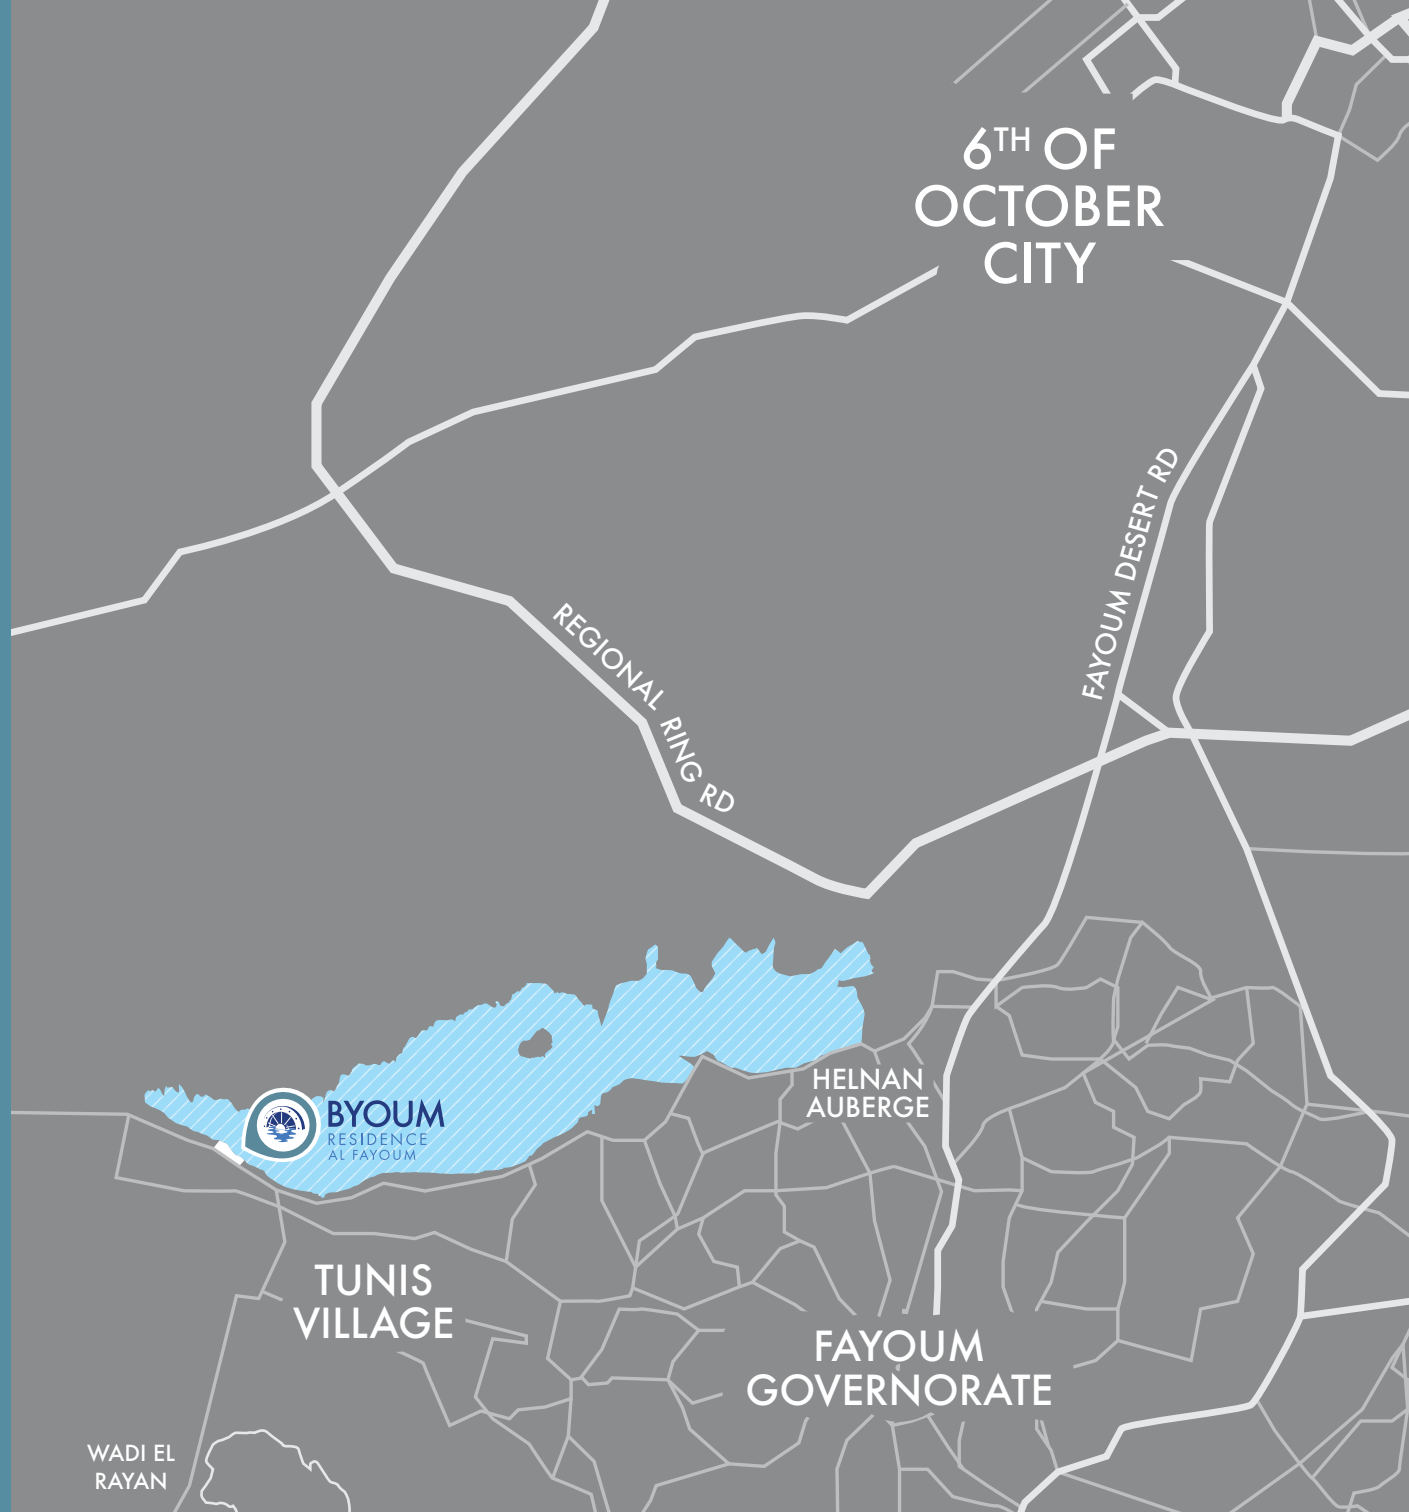 6TH OF
OCTOBER
CITY
FAYOUM DESERT RD
REGIONAL RING RD
HELNAN
AUBERGE
BYOUM
RESIDENCE
AL FAYOUM
TUNIS
VILLAGE
FAYOUM
GOVERNORATE
WADI EL
RAYAN